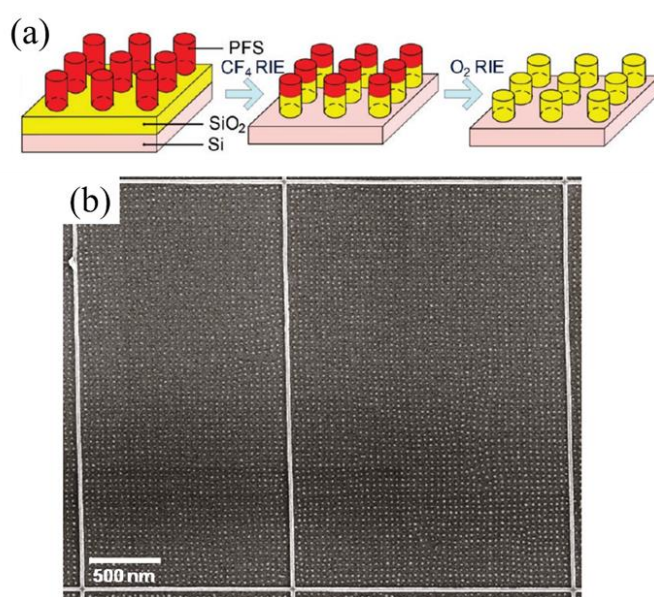 (a)
PFS
CF₄ RIE
O₂ RIE
SiO₂
Si
(b)
500 nm